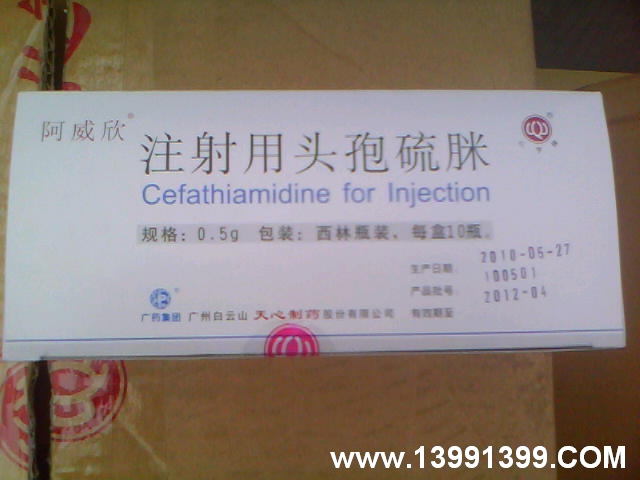 阿威欣®
注射用头孢硫脒
Cefathiamidine for Injection
规格：0.5g 包装：西林瓶装，每盒10瓶。
生产日期： 2010-05-27
产品批号： 100501
有效期至 2012-04
广药集团 广州白云山 天心制药股份有限公司
www.13991399.COM